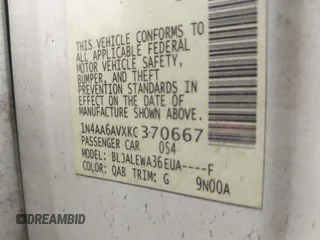 THIS VEHICLE CONFORMS TO
ALL APPLICABLE FEDERAL
MOTOR VEHICLE SAFETY,
BUMPER, AND THEFT
PREVENTION STANDARDS IN
EFFECT ON THE DATE OF
MANUFACTURE SHOWN ABOVE.
1N4AA6AVXKC370667
PASSENGER CAR 054
MODEL: BLJALEWA36EUA----F
COLOR: QAB TRIM: G 9N00A
DREAMBID